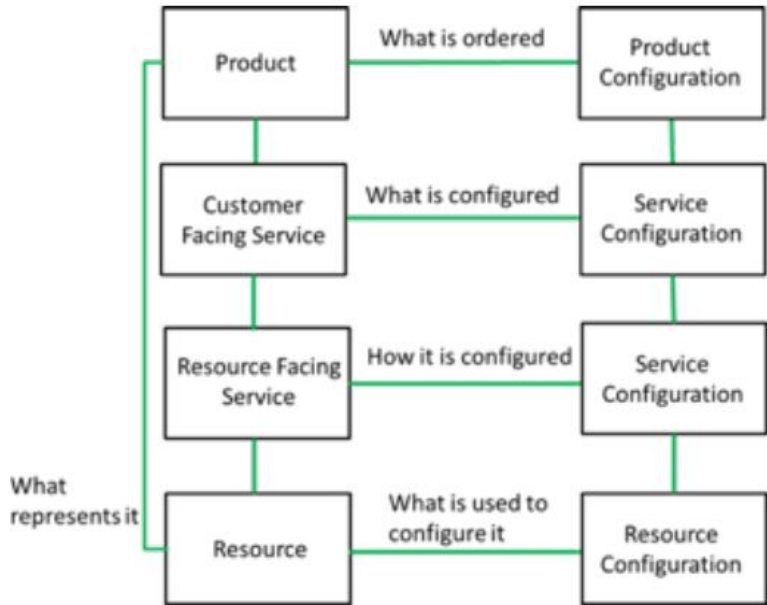 Product
What is ordered
Product
Configuration
Customer
Facing Service
What is configured
Service
Configuration
Resource Facing
Service
How it is configured
Service
Configuration
What
represents it
Resource
What is used to
configure it
Resource
Configuration